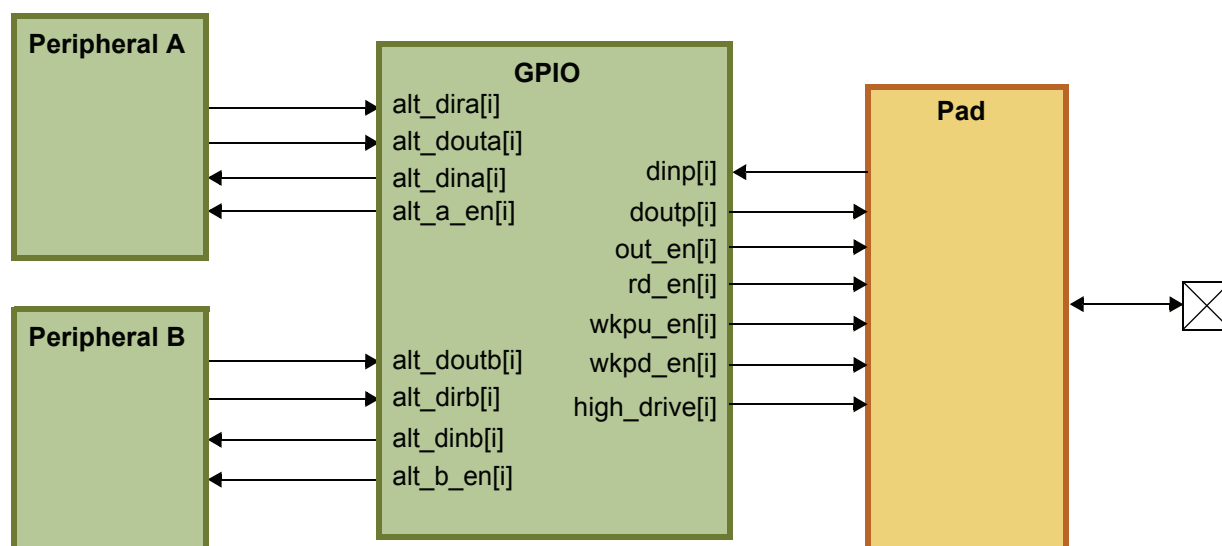 Peripheral A
alt_dira[i]
alt_douta[i]
alt_dina[i]
alt_a_en[i]
Peripheral B
alt_doutb[i]
alt_dirb[i]
alt_dinb[i]
alt_b_en[i]
GPIO
dinp[i]
doutp[i]
out_en[i]
rd_en[i]
wkpu_en[i]
wkpd_en[i]
high_drive[i]
Pad